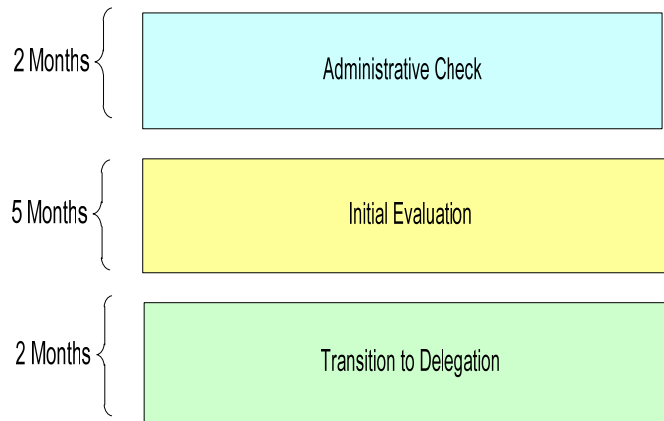 2 Months
Administrative Check
5 Months
Initial Evaluation
2 Months
Transition to Delegation